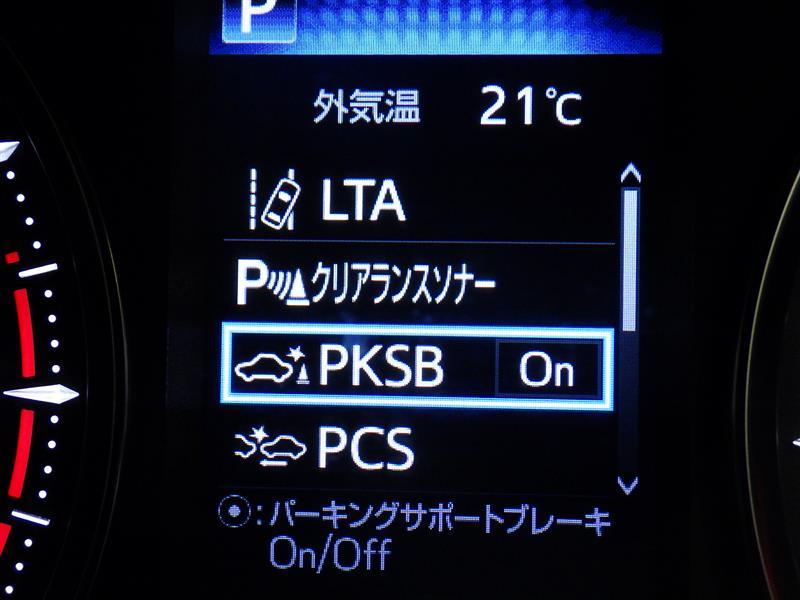 P
外気温 21℃
LTA
Pクリアランスソナー
PKSB On
PCS
：パーキングサポートブレーキ
On/Off